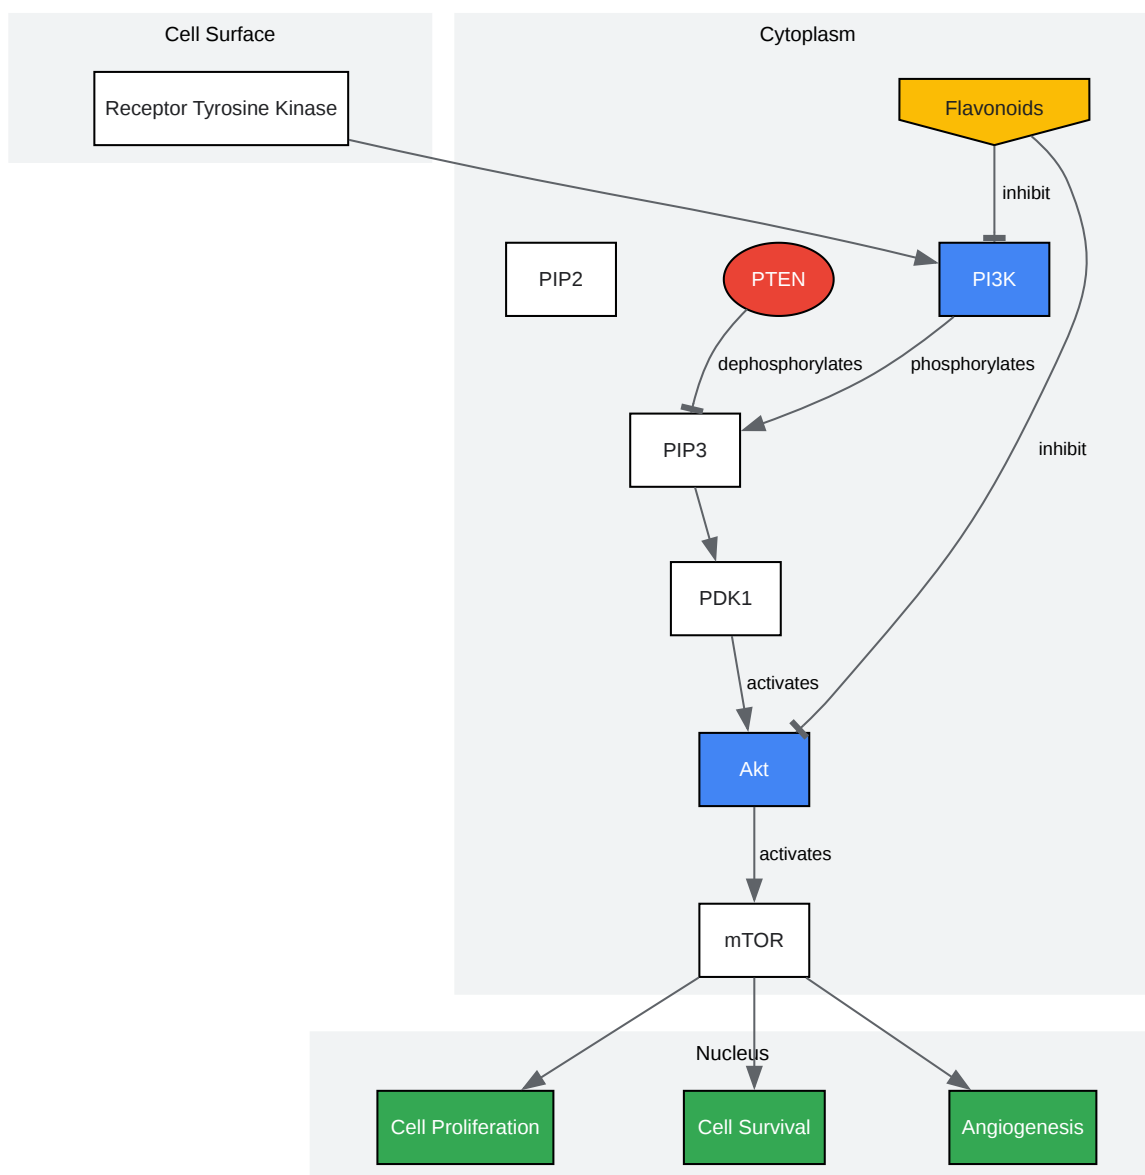 Cell Surface
Cytoplasm
Receptor Tyrosine Kinase
Flavonoids
inhibit
PIP2
PTEN
PI3K
dephosphorylates
phosphorylates
PIP3
inhibit
PDK1
activates
Akt
activates
mTOR
Nucleus
Cell Proliferation
Cell Survival
Angiogenesis